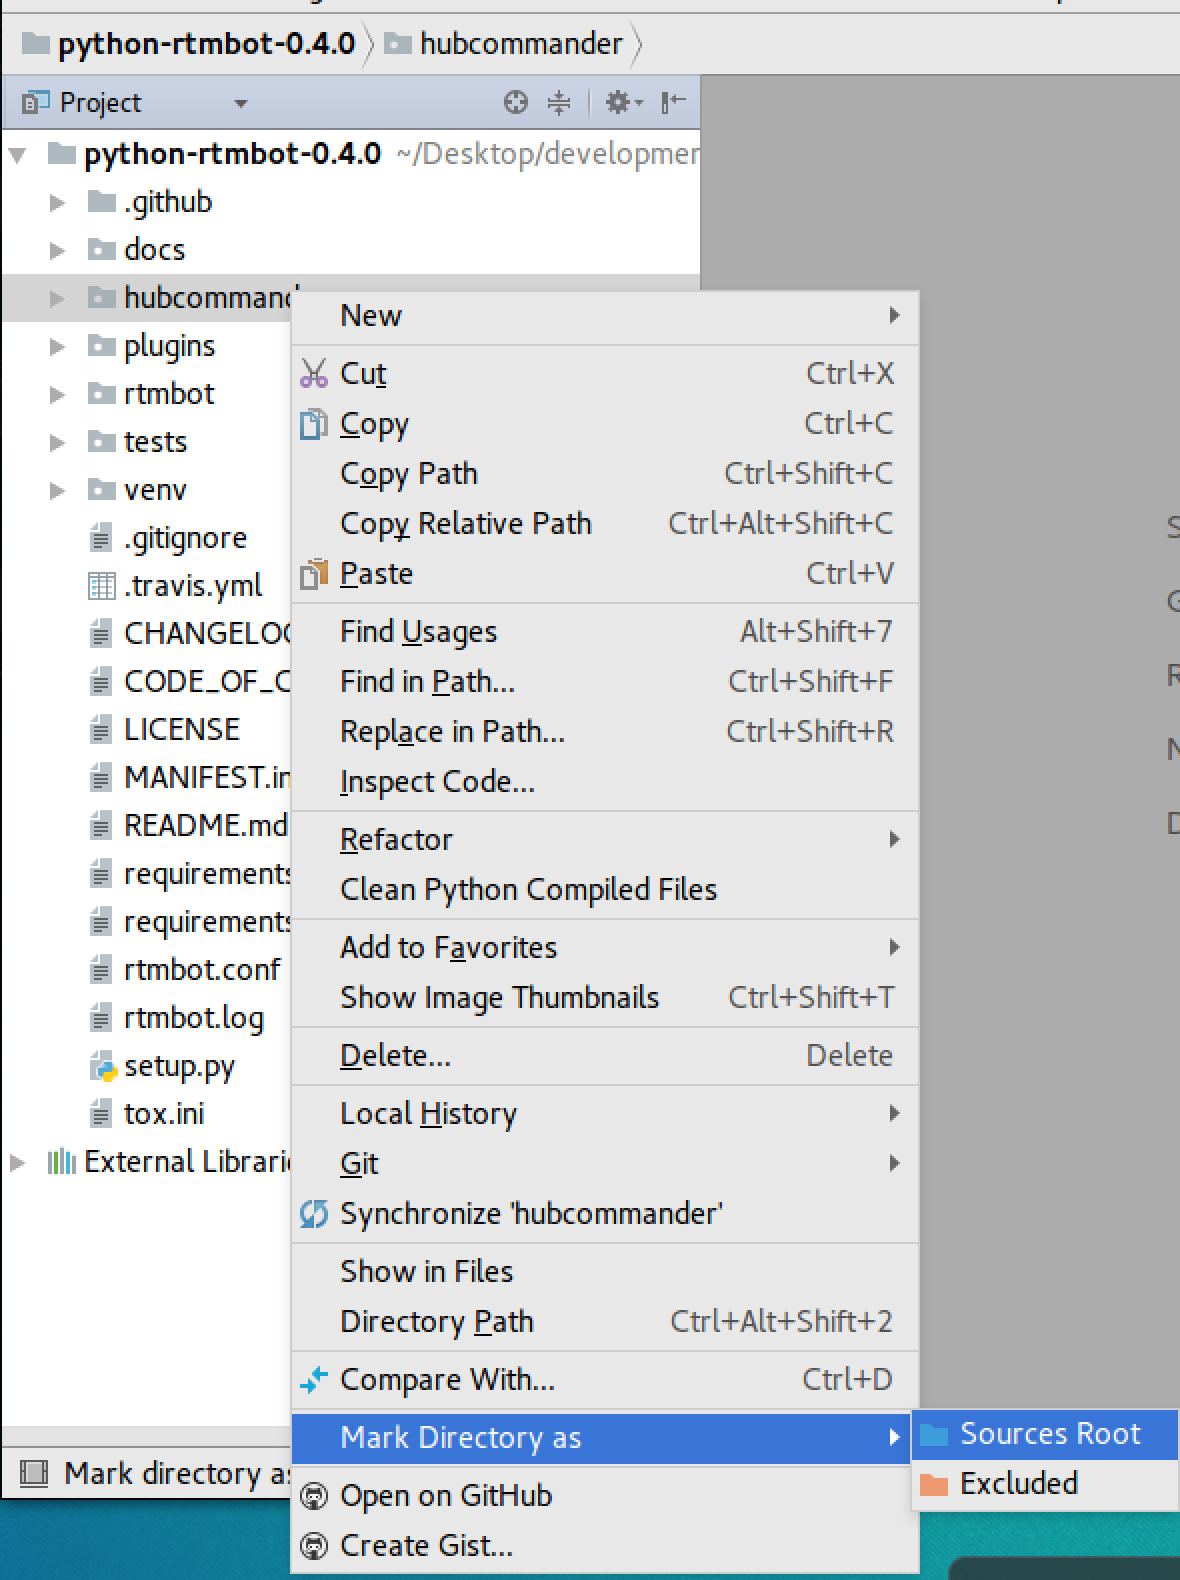 python-rtmbot-0.4.0 hubcommander
Project
python-rtmbot-0.4.0 ~/Desktop/developmen
.github
docs
hubcommand
plugins
rtmbot
tests
venv
.gitignore
.travis.yml
CHANGELOG
CODE_OF_C
LICENSE
MANIFEST.in
README.md
requirements
requirements
rtmbot.conf
rtmbot.log
setup.py
tox.ini
External Librarie
Mark directory as
New
Cut Ctrl+X
Copy Ctrl+C
Copy Path Ctrl+Shift+C
Copy Relative Path Ctrl+Alt+Shift+C
Paste Ctrl+V
Find Usages Alt+Shift+7
Find in Path... Ctrl+Shift+F
Replace in Path... Ctrl+Shift+R
Inspect Code...
Refactor
Clean Python Compiled Files
Add to Favorites
Show Image Thumbnails Ctrl+Shift+T
Delete... Delete
Local History
Git
Synchronize 'hubcommander'
Show in Files
Directory Path Ctrl+Alt+Shift+2
Compare With... Ctrl+D
Mark Directory as
Open on GitHub
Create Gist...
Sources Root
Excluded